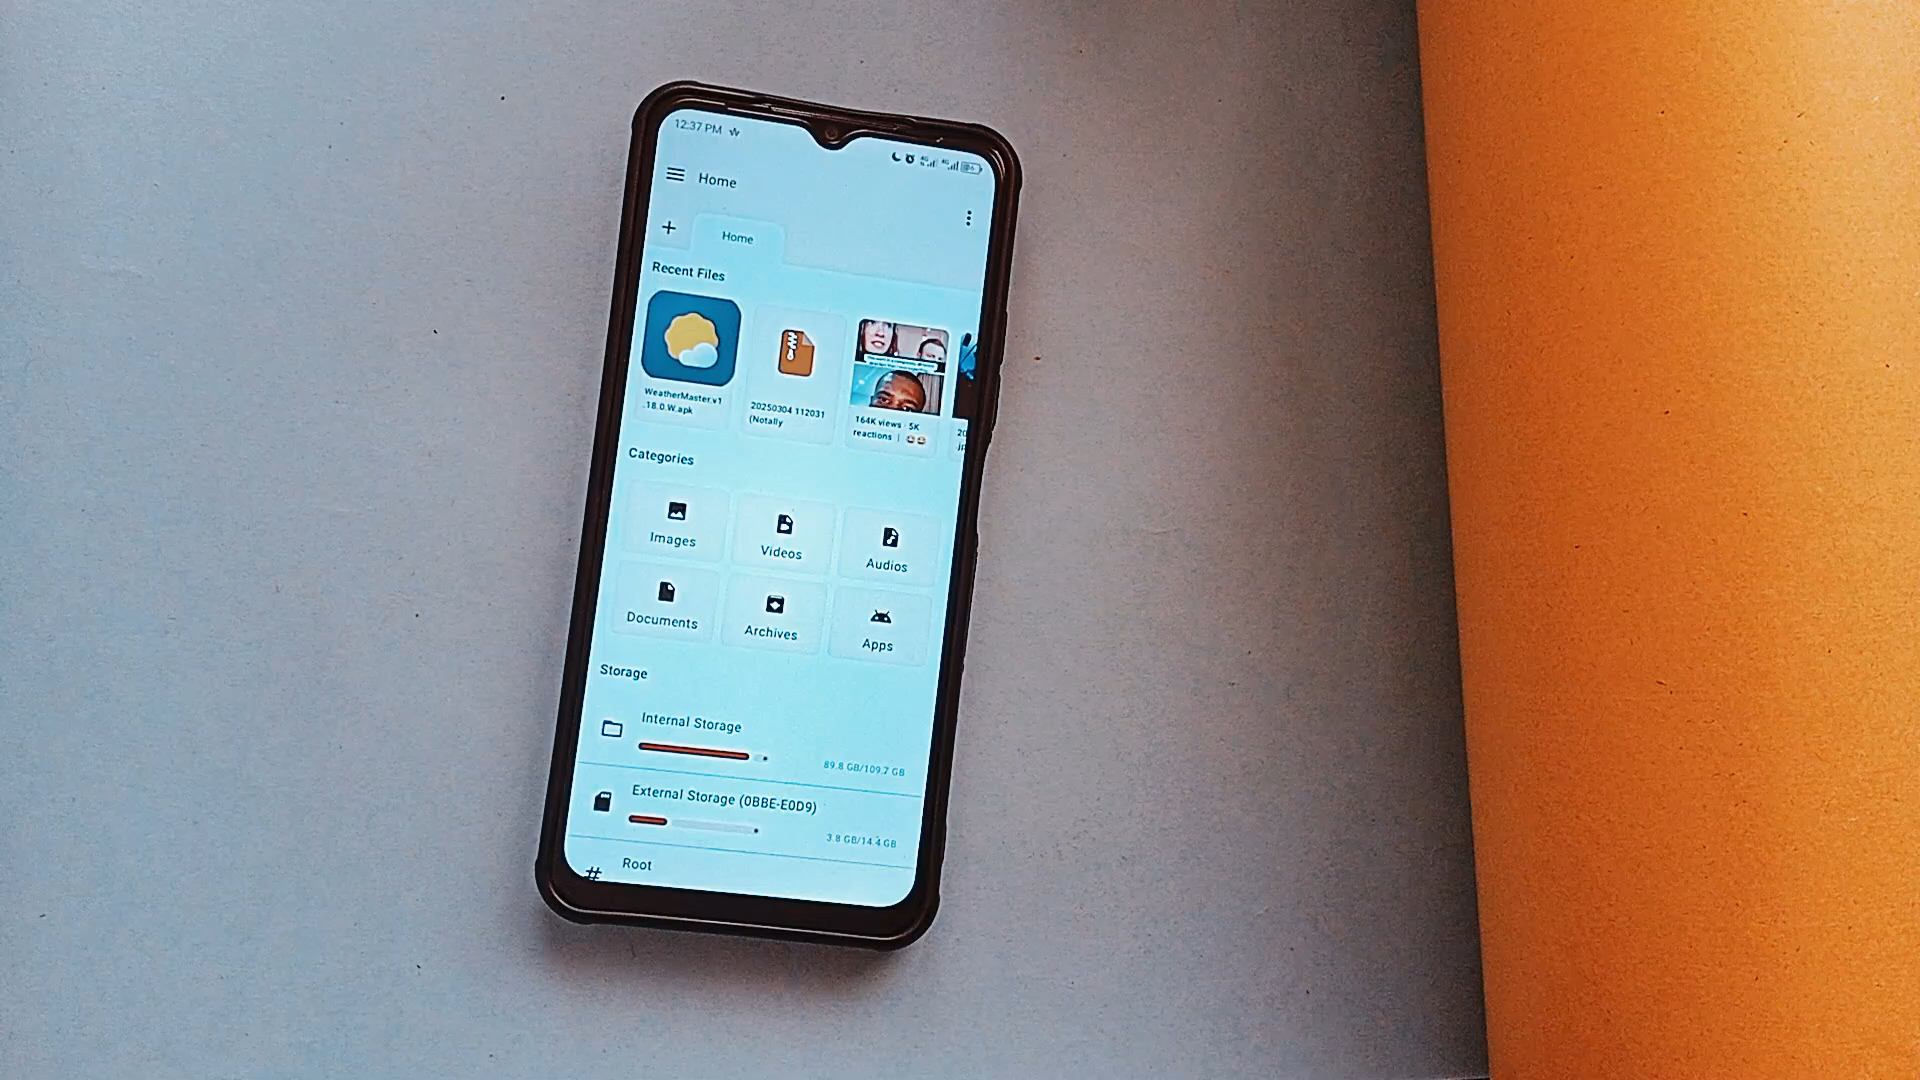 12:37 PM
Home
Home
Recent Files
WeatherMaster.v1
.18.0.W.apk
20250304 112031
(Notally
164K views · 5K
reactions |
20
Categories
Images
Videos
Audios
Documents
Archives
Apps
Storage
Internal Storage
89.8 GB/109.7 GB
External Storage (0BBE-E0D9)
3.8 GB/14.4 GB
Root